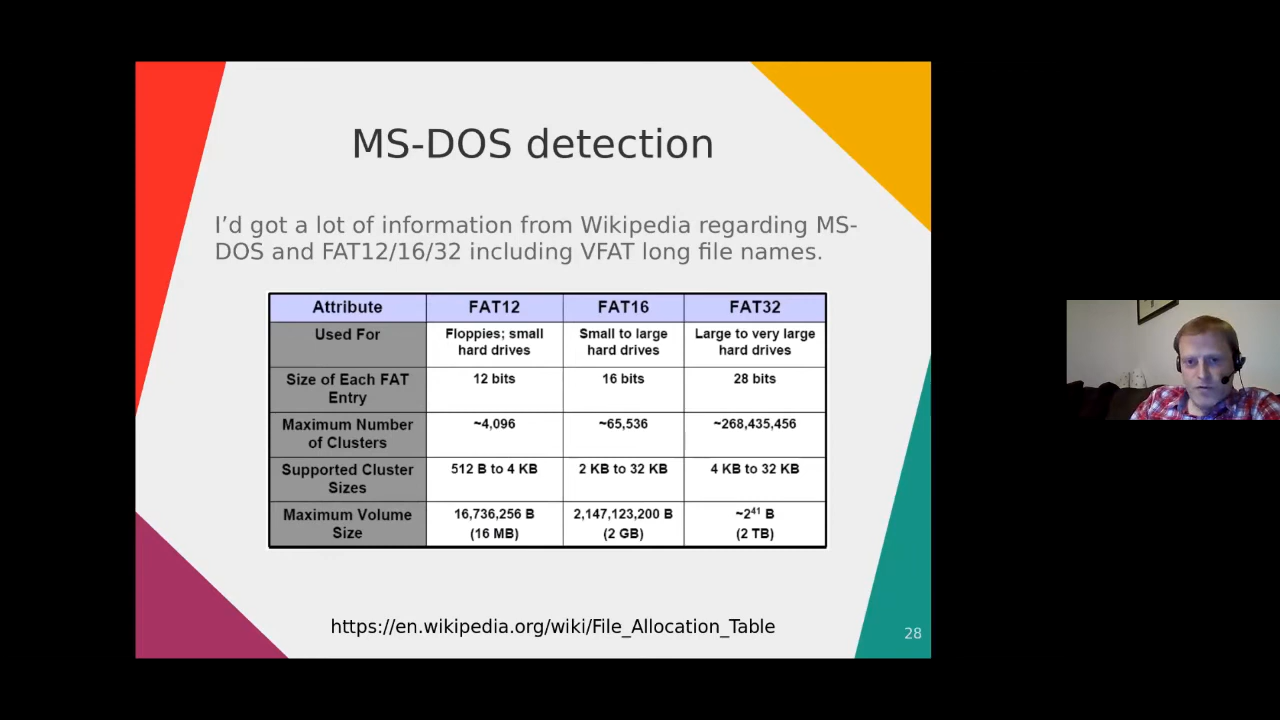 MS-DOS detection
I’d got a lot of information from Wikipedia regarding MS-
DOS and FAT12/16/32 including VFAT long file names.
Attribute FAT12 FAT16 FAT32
Used For Floppies; small hard drives Small to large hard drives Large to very large hard drives
Size of Each FAT Entry 12 bits 16 bits 28 bits
Maximum Number of Clusters ~4,096 ~65,536 ~268,435,456
Supported Cluster Sizes 512 B to 4 KB 2 KB to 32 KB 4 KB to 32 KB
Maximum Volume Size 16,736,256 B (16 MB) 2,147,123,200 B (2 GB) ~2⁴¹ B (2 TB)
https://en.wikipedia.org/wiki/File_Allocation_Table
28